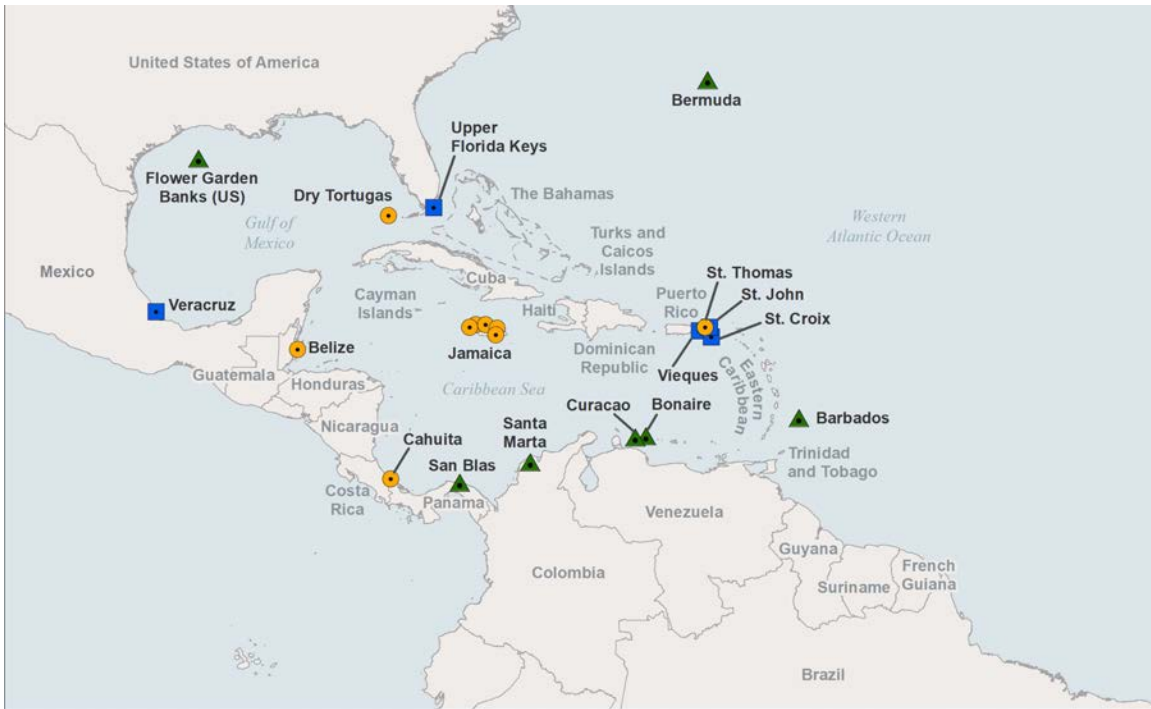 United States of America
Bermuda
Upper
Florida Keys
Flower Garden
Banks (US)
Dry Tortugas
The Bahamas
Gulf of
Mexico
Western
Atlantic Ocean
Turks and
Caicos
Islands
Mexico
Cuba
St. Thomas
St. John
St. Croix
Puerto
Rico
Cayman
Islands
Haiti
Veracruz
Belize
Jamaica
Dominican
Republic
Vieques
Guatemala
Honduras
Caribbean Sea
Eastern
Caribbean
Curacao
Bonaire
Barbados
Nicaragua
Cahuita
Santa
Marta
San Blas
Trinidad
and Tobago
Costa
Rica
Panama
Venezuela
Guyana
Colombia
Suriname
French
Guiana
Brazil